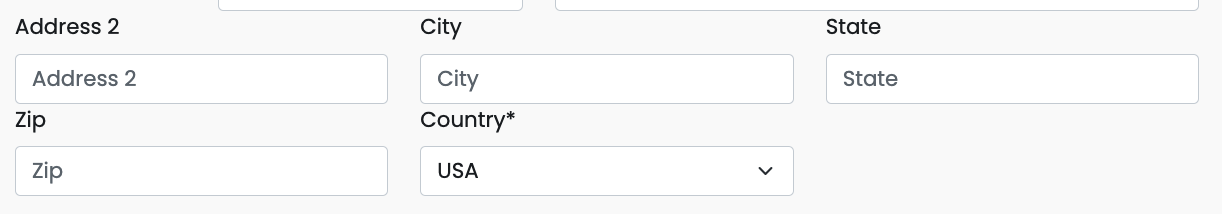 Address 2 City State
Address 2 City State
Zip Country*
Zip USA